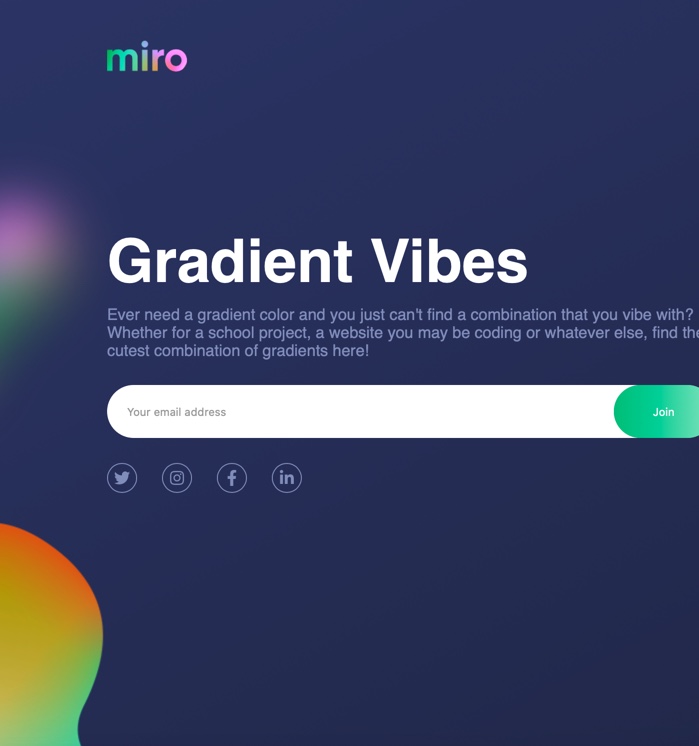 miro
Gradient Vibes
Ever need a gradient color and you just can't find a combination that you vibe with?
Whether for a school project, a website you may be coding or whatever else, find the
cutest combination of gradients here!
Your email address
Join